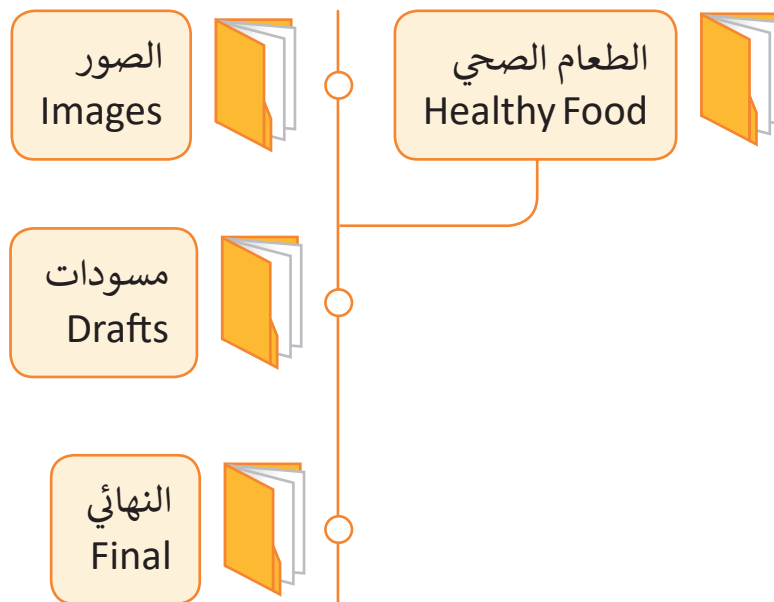 الطعام الصحي
Healthy Food
الصور
Images
مسودات
Drafts
النهائي
Final